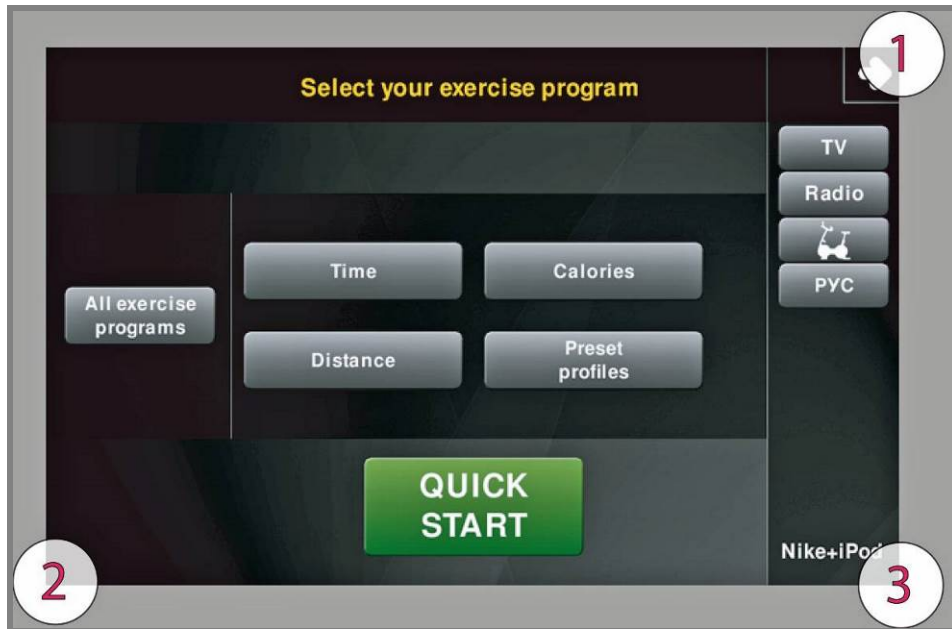 1
Select your exercise program
TV
Radio
РУС
Time
Calories
All exercise
programs
Distance
Preset
profiles
QUICK
START
Nike+iPod
2
3